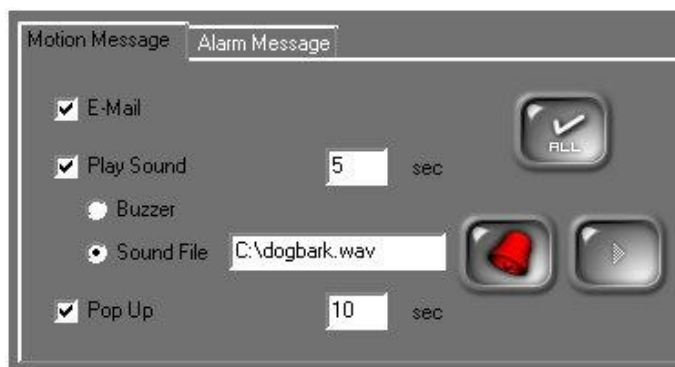 Motion Message Alarm Message
E-Mail
ALL
Play Sound 5 sec
Buzzer
Sound File C:\dogbark.wav
Pop Up 10 sec